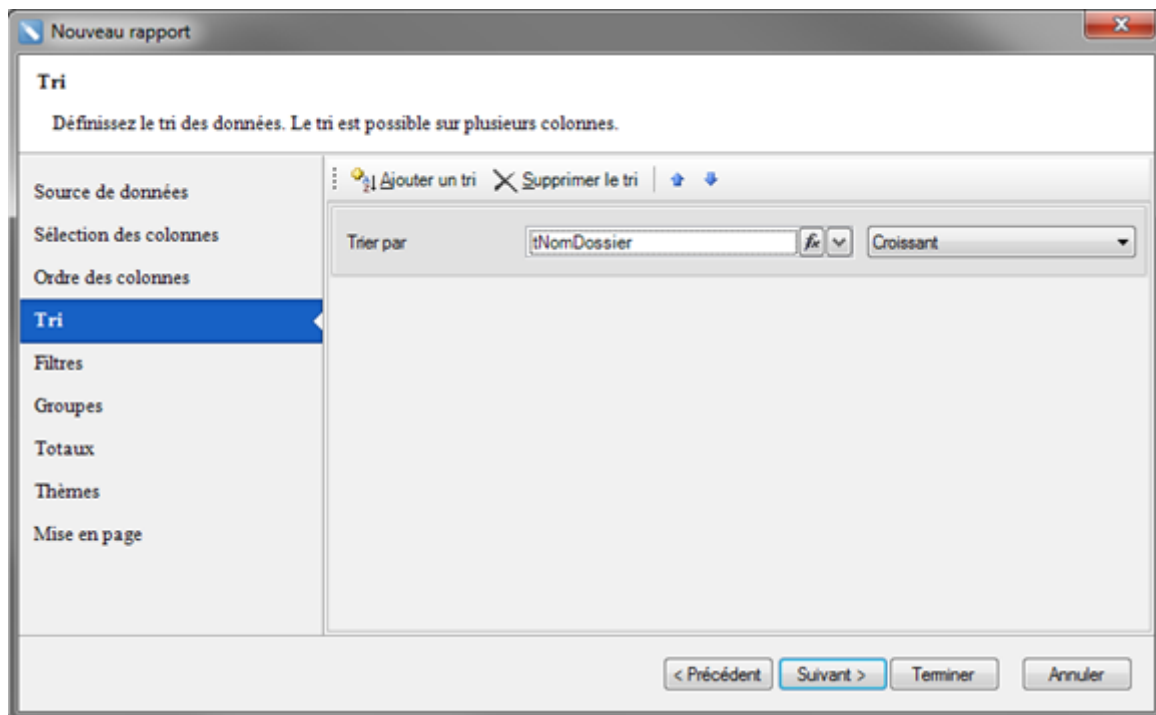 Nouveau rapport
Tri
Définissez le tri des données. Le tri est possible sur plusieurs colonnes.
Source de données
Sélection des colonnes
Ordre des colonnes
Tri
Filtres
Groupes
Totaux
Thèmes
Mise en page
Ajouter un tri Supprimer le tri
Trier par tNomDossier fx Croissant
< Précédent Suivant > Terminer Annuler